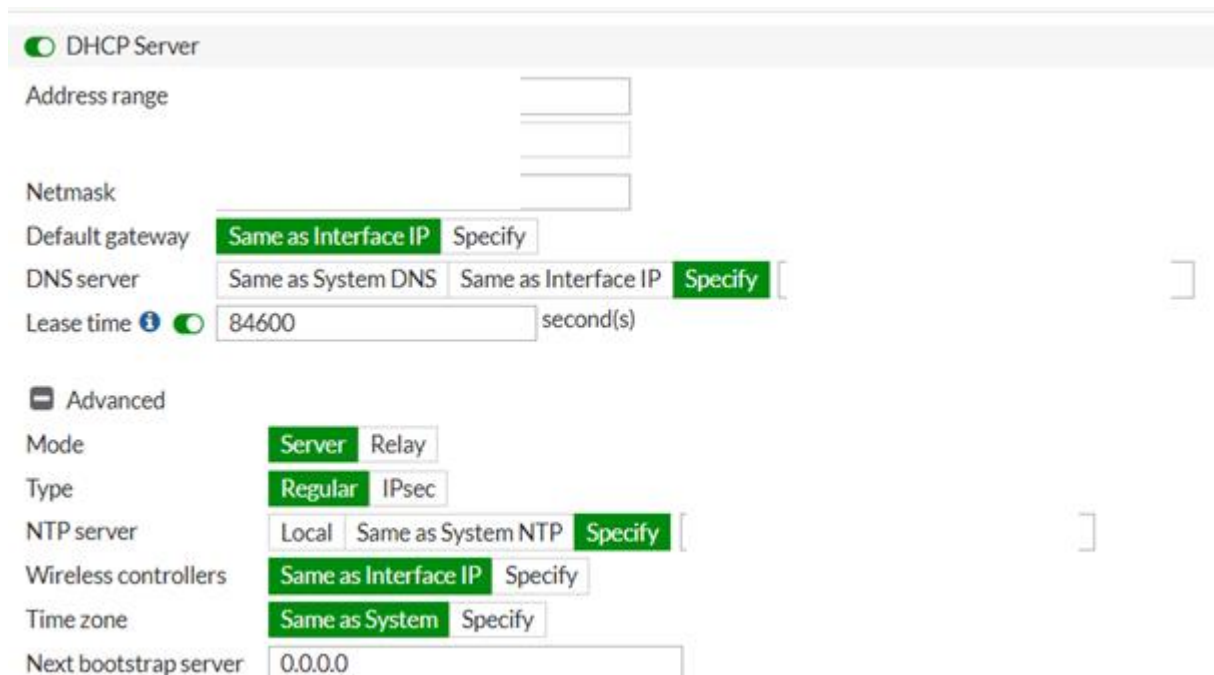 DHCP Server
Address range
Netmask
Default gateway Same as Interface IP Specify
DNS server Same as System DNS Same as Interface IP Specify
Lease time 84600 second(s)
Advanced
Mode Server Relay
Type Regular IPsec
NTP server Local Same as System NTP Specify
Wireless controllers Same as Interface IP Specify
Time zone Same as System Specify
Next bootstrap server 0.0.0.0